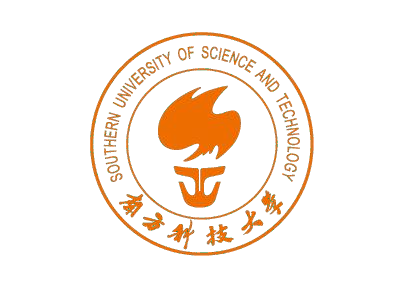 SOUTHERN UNIVERSITY OF SCIENCE AND TECHNOLOGY
南方科技大学